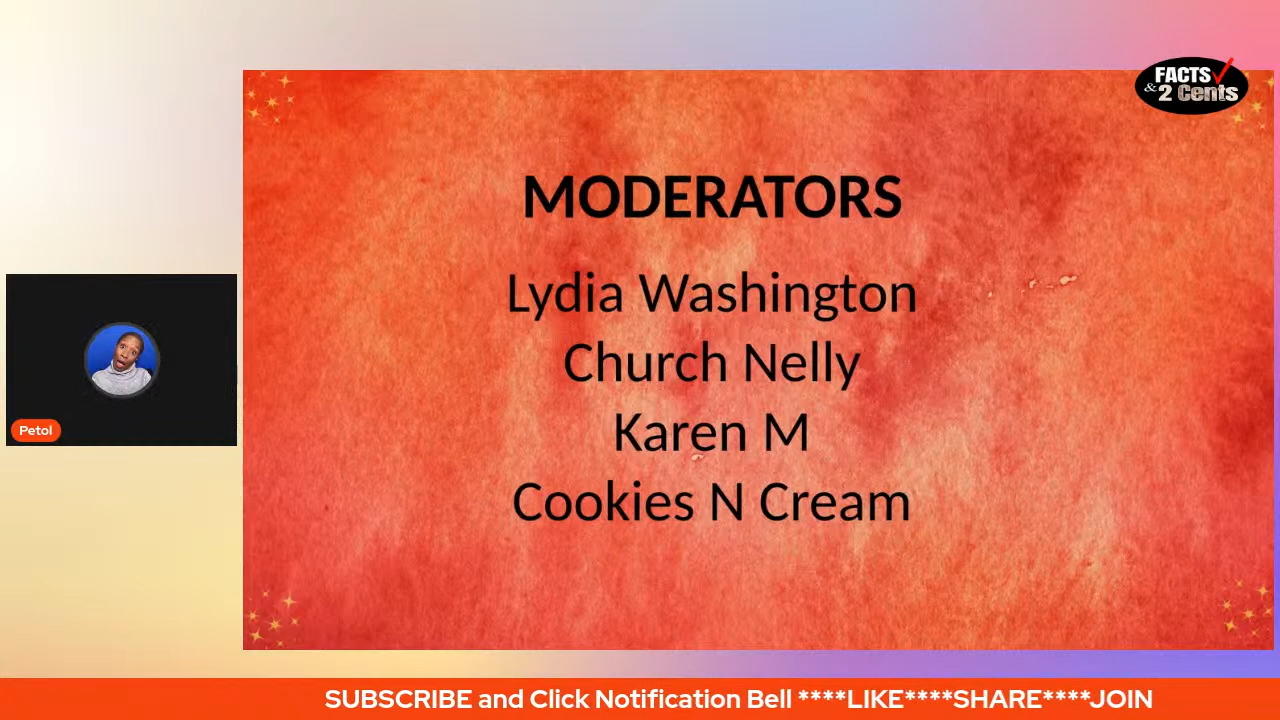 FACTS
& 2 Cents
MODERATORS
Lydia Washington
Church Nelly
Karen M
Cookies N Cream
Petol
SUBSCRIBE and Click Notification Bell ****LIKE****SHARE****JOIN